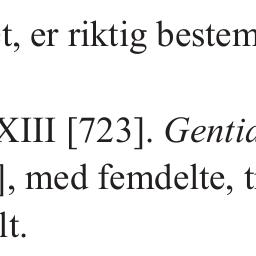 t, er riktig bestem
XIII [723]. Gentia
], med femdelte, t
lt.